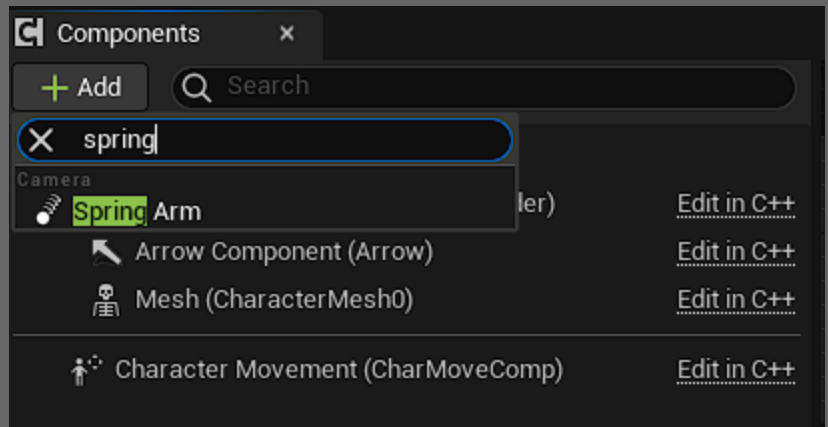 Components
Add
Search
spring
Camera
Spring Arm
Edit in C++
Arrow Component (Arrow) Edit in C++
Mesh (CharacterMesh0) Edit in C++
Character Movement (CharMoveComp) Edit in C++